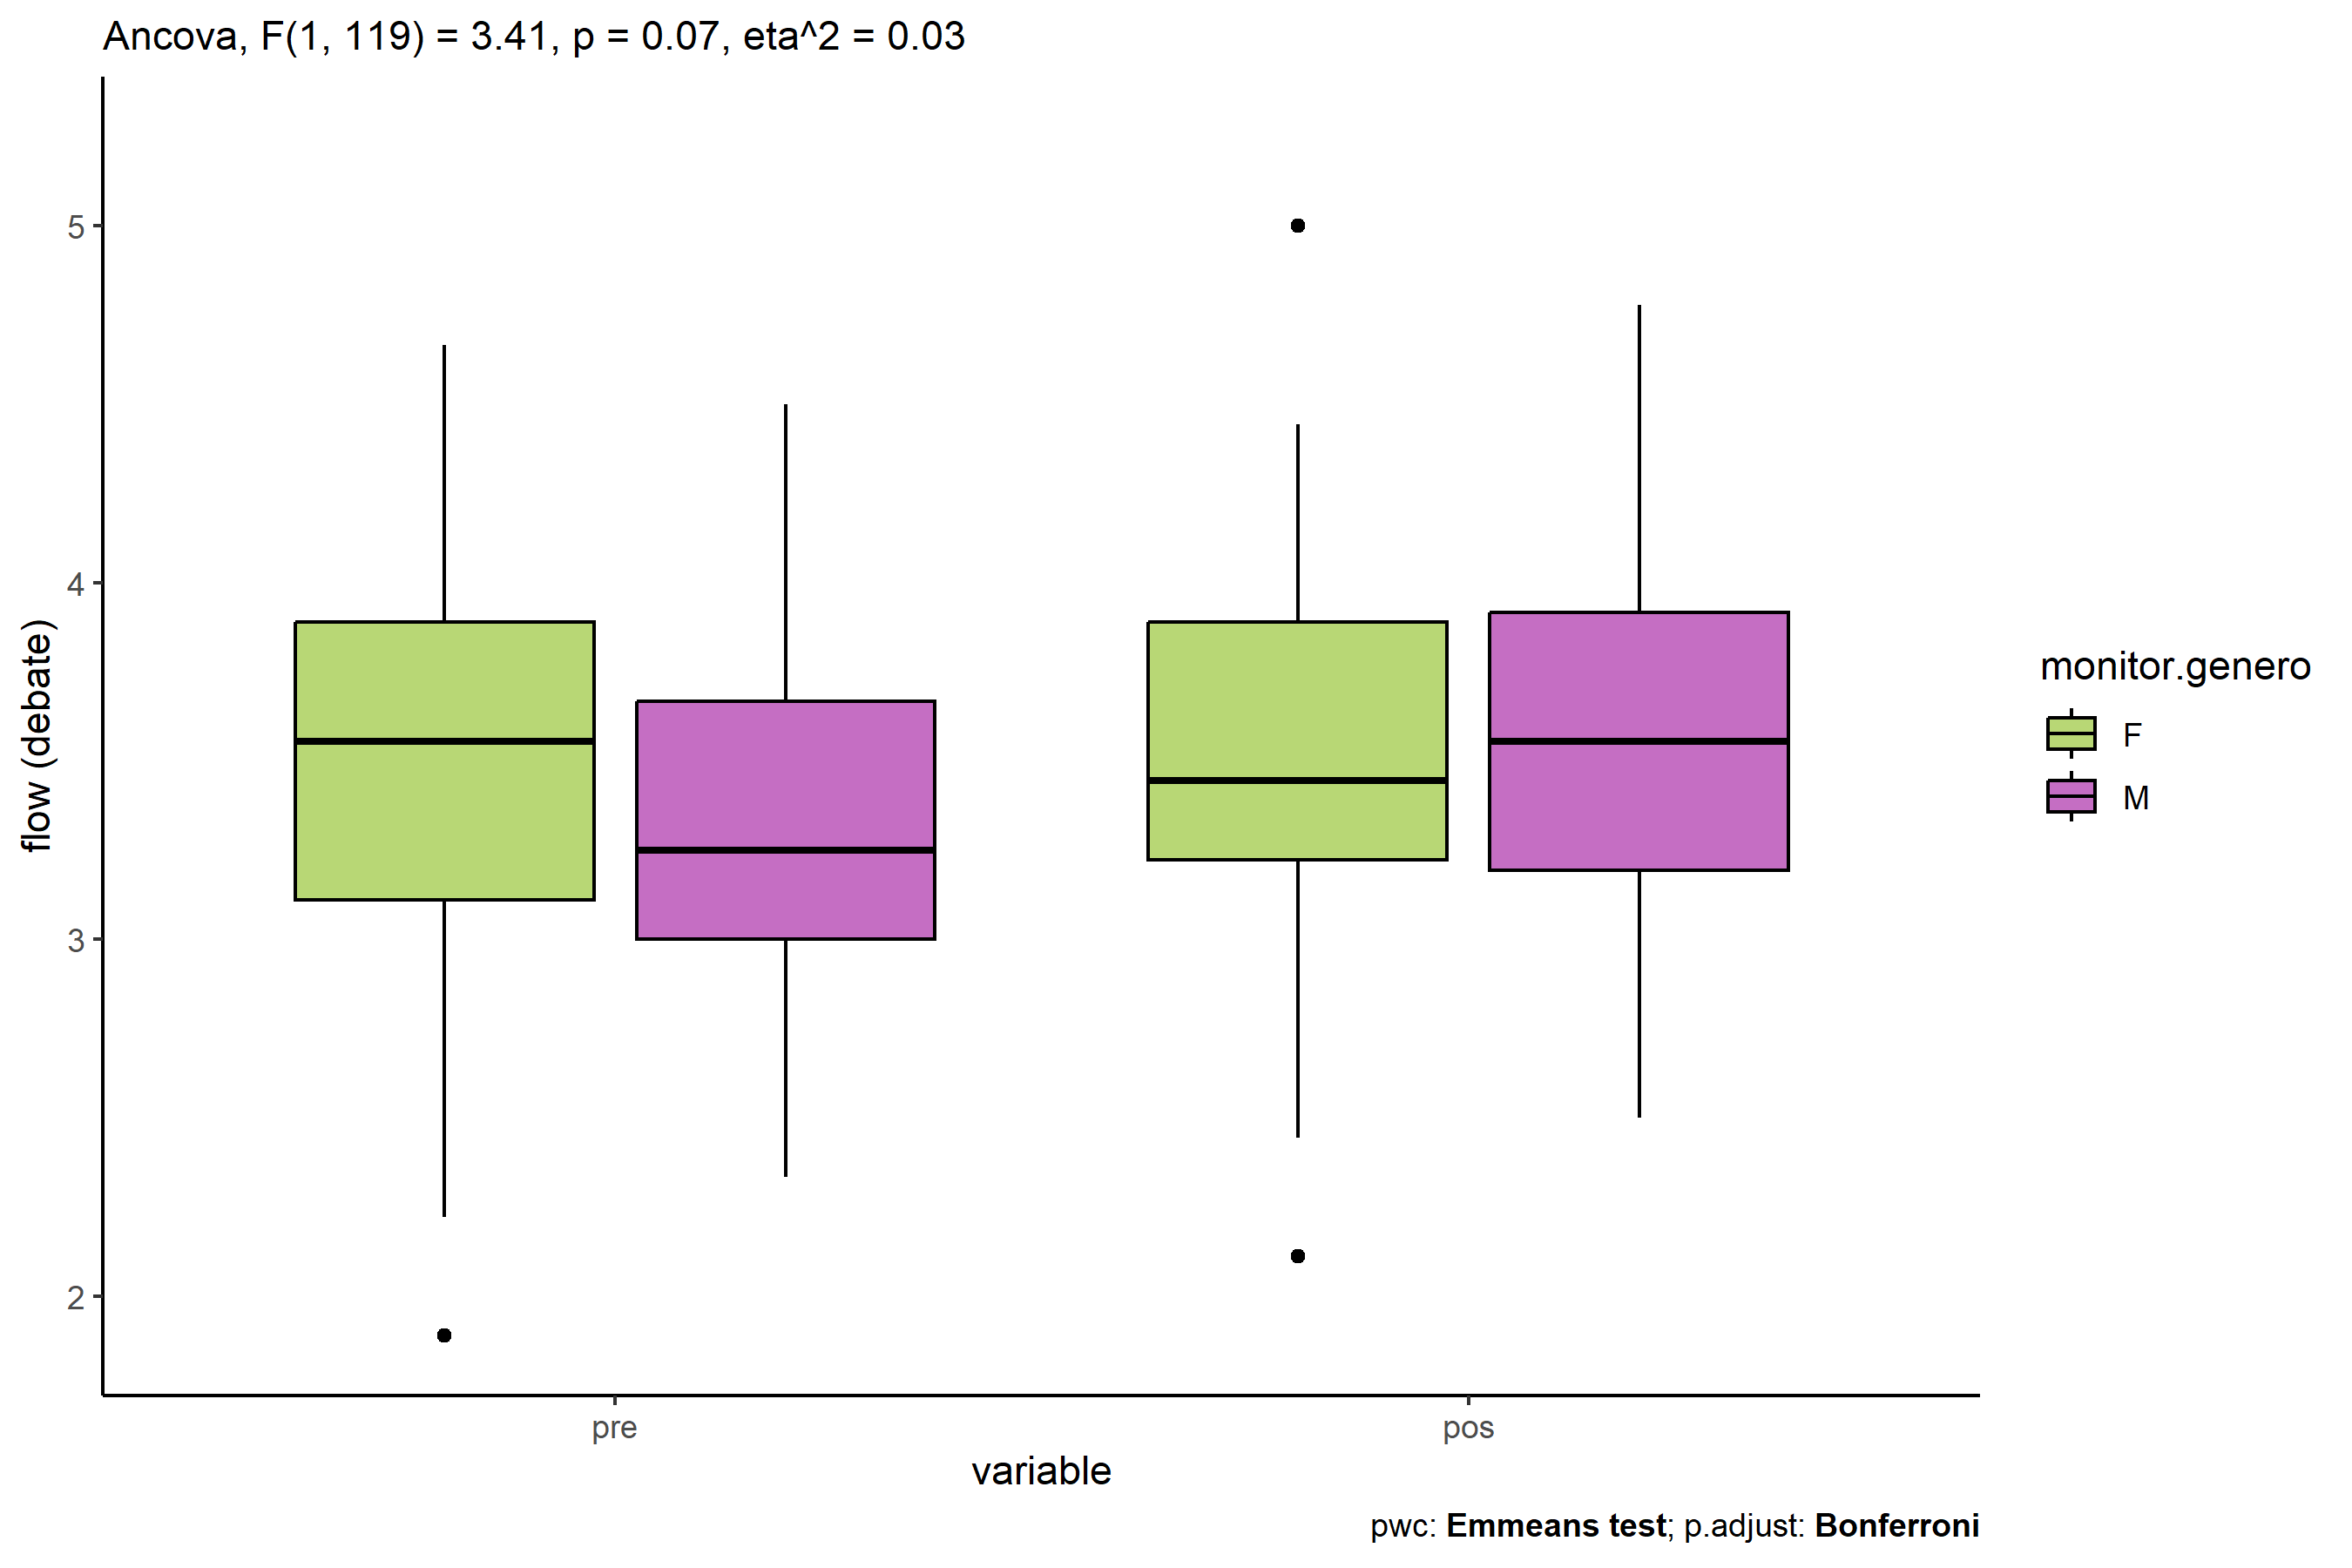 Ancova, F(1, 119) = 3.41, p = 0.07, eta^2 = 0.03
5
4
3
2
flow (debate)
pre
pos
variable
monitor.genero
F
M
pwc: Emmeans test; p.adjust: Bonferroni